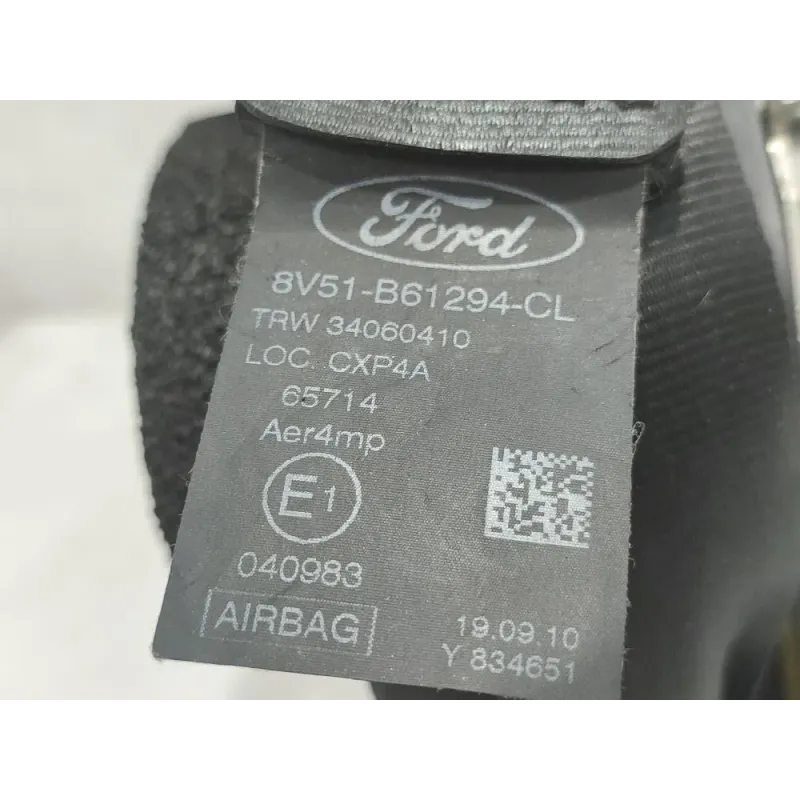 Ford
8V51-B61294-CL
TRW 34060410
LOC. CXP4A
65714
Aer4mp
E1
040983
AIRBAG
19.09.10
Y 834651